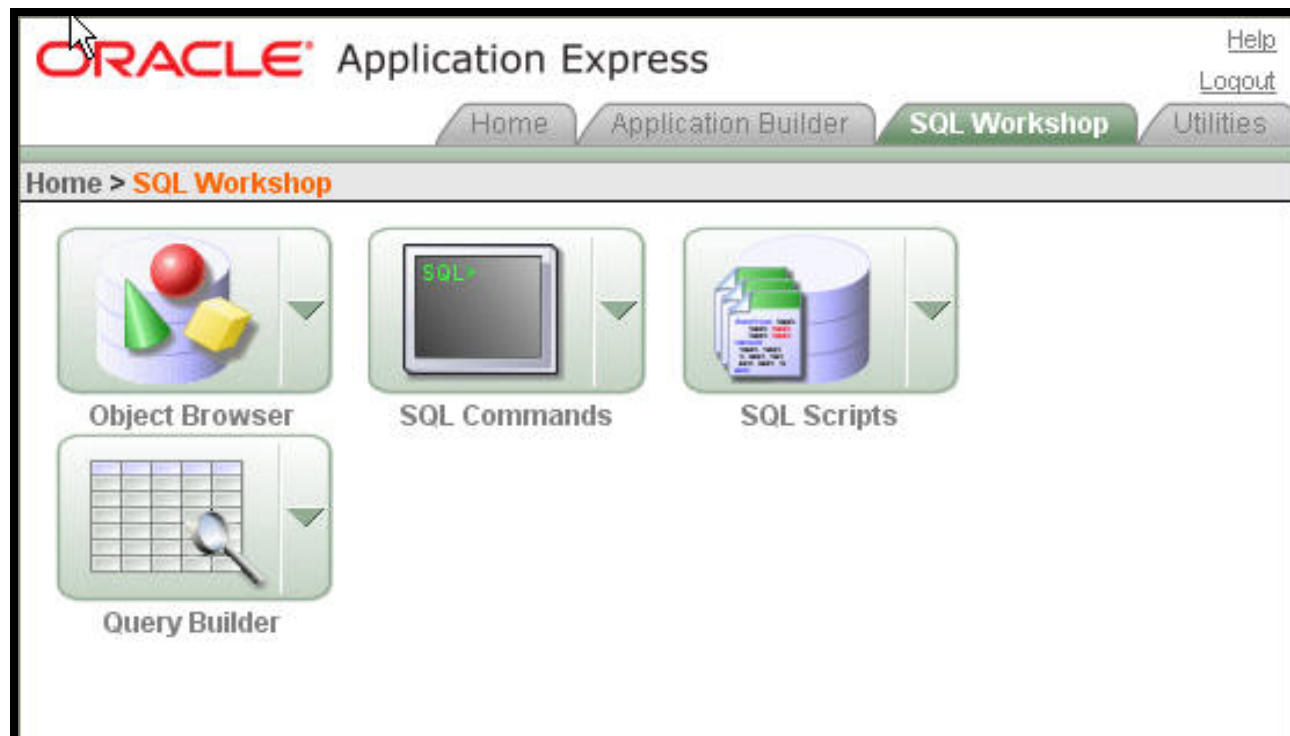 ORACLE Application Express
Help
Logout
Home Application Builder SQL Workshop Utilities
Home > SQL Workshop
SQL>
Object Browser SQL Commands SQL Scripts
Query Builder